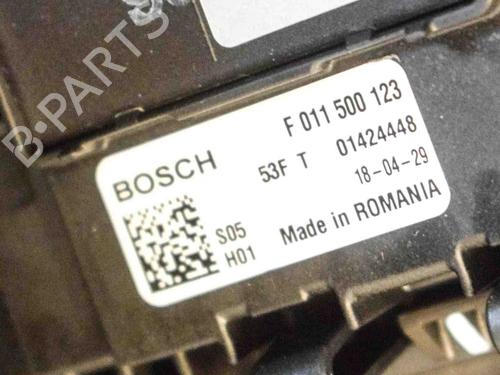 B-PARTS
F 011 500 123
BOSCH 53F T 01424448
18-04-29
S05
H01 Made in ROMANIA